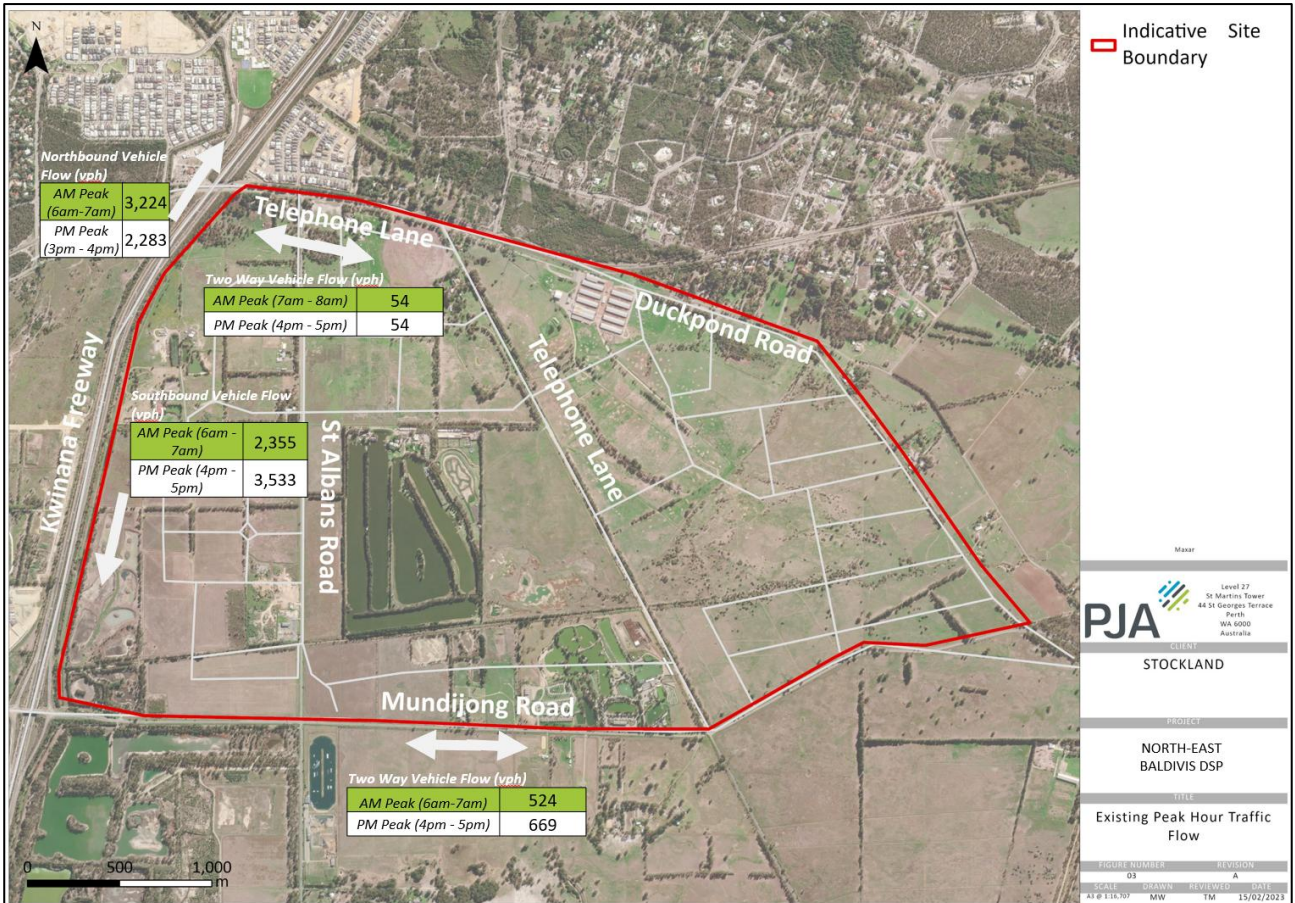 N
Northbound Vehicle
Flow (vph)
AM Peak
(6am-7am)
3,224
PM Peak
(3pm - 4pm)
2,283
Telephone Lane
Two Way Vehicle Flow (vph)
AM Peak (7am - 8am) 54
PM Peak (4pm - 5pm) 54
Duckpond Road
Telephone Lane
Kwinana Freeway
Southbound Vehicle Flow
(vph)
AM Peak (6am -
7am)
2,355
PM Peak (4pm -
5pm)
3,533
St Albans Road
Mundijong Road
Two Way Vehicle Flow (vph)
AM Peak (6am-7am) 524
PM Peak (4pm - 5pm) 669
0 500 1,000
m
Indicative Site
Boundary
Maxar
PJA
Level 27
St Martins Tower
44 St Georges Terrace
Perth
WA 6000
Australia
CLIENT
STOCKLAND
PROJECT
NORTH-EAST
BALDIVIS DSP
TITLE
Existing Peak Hour Traffic
Flow
FIGURE NUMBER REVISION
03 A
SCALE DRAWN REVIEWED DATE
A3 @ 1:16,707 MW TM 15/02/2023